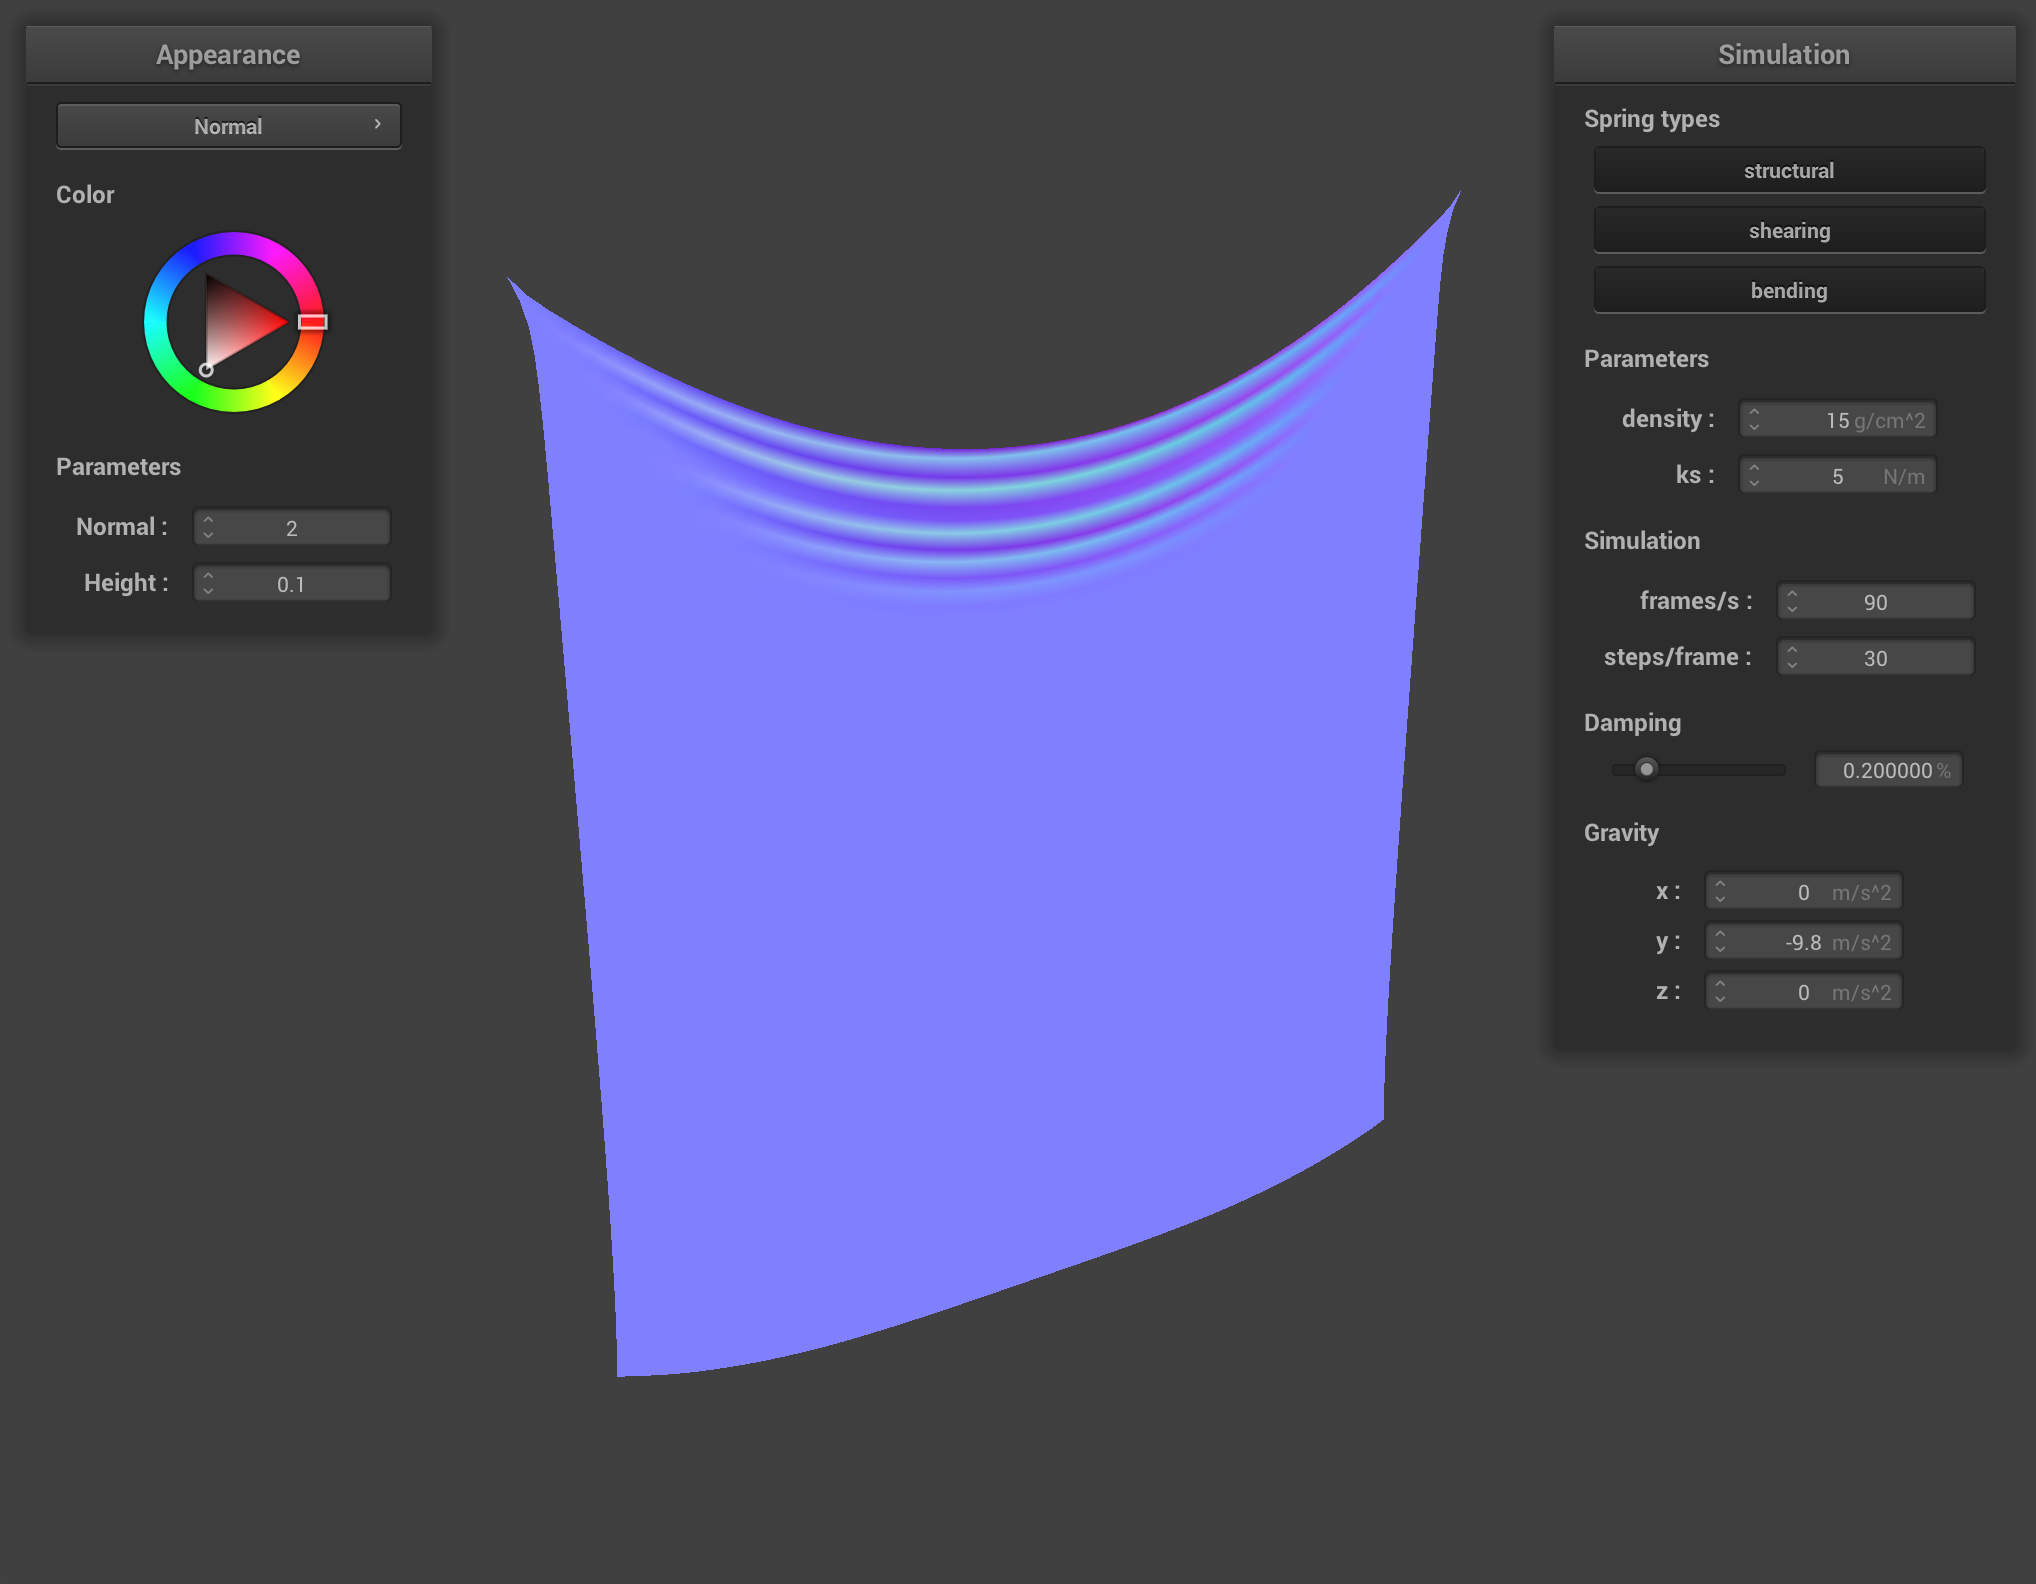 Appearance
Normal
Color
Parameters
Normal : 2
Height : 0.1
Simulation
Spring types
structural
shearing
bending
Parameters
density : 15 g/cm^2
ks : 5 N/m
Simulation
frames/s : 90
steps/frame : 30
Damping
0.200000 %
Gravity
x : 0 m/s^2
y : -9.8 m/s^2
z : 0 m/s^2